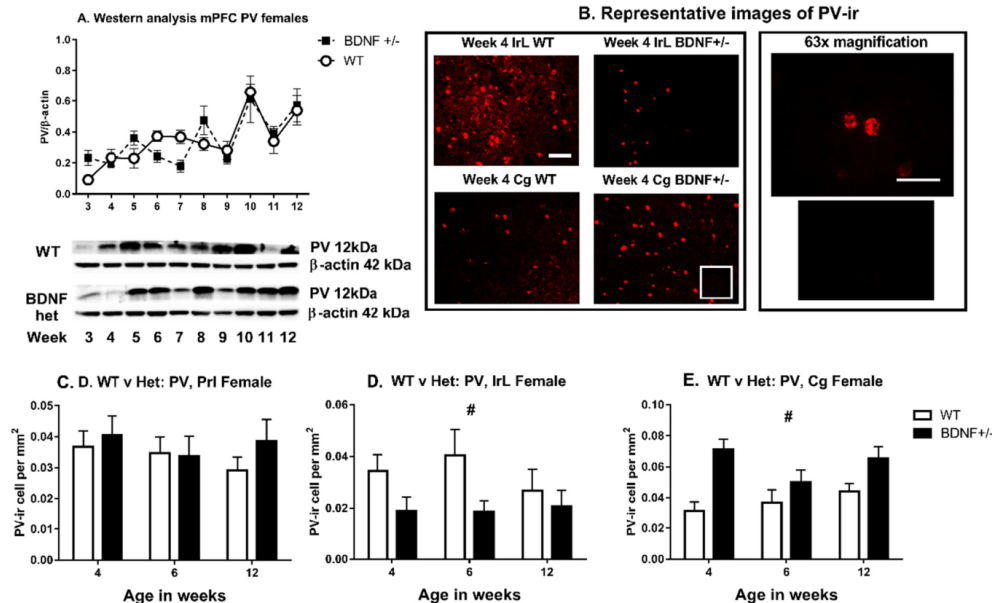 A. Western analysis mPFC PV females
BDNF +/-
WT
PV/β-actin
1.0
0.8
0.6
0.4
0.2
0.0
3 4 5 6 7 8 9 10 11 12
WT
PV 12kDa
β-actin 42 kDa
BDNF
het
PV 12kDa
β-actin 42 kDa
Week 3 4 5 6 7 8 9 10 11 12
B. Representative images of PV-ir
Week 4 IrL WT
Week 4 IrL BDNF+/-
Week 4 Cg WT
Week 4 Cg BDNF+/-
63x magnification
C. D. WT v Het: PV, Prl Female
PV-ir cell per mm²
0.05
0.04
0.03
0.02
0.01
0.00
4 6 12
Age in weeks
D. WT v Het: PV, IrL Female
#
PV-ir cell per mm²
0.06
0.04
0.02
0.00
4 6 12
Age in weeks
E. WT v Het: PV, Cg Female
#
PV-ir cell per mm²
0.10
0.08
0.06
0.04
0.02
0.00
4 6 12
Age in weeks
WT
BDNF+/-